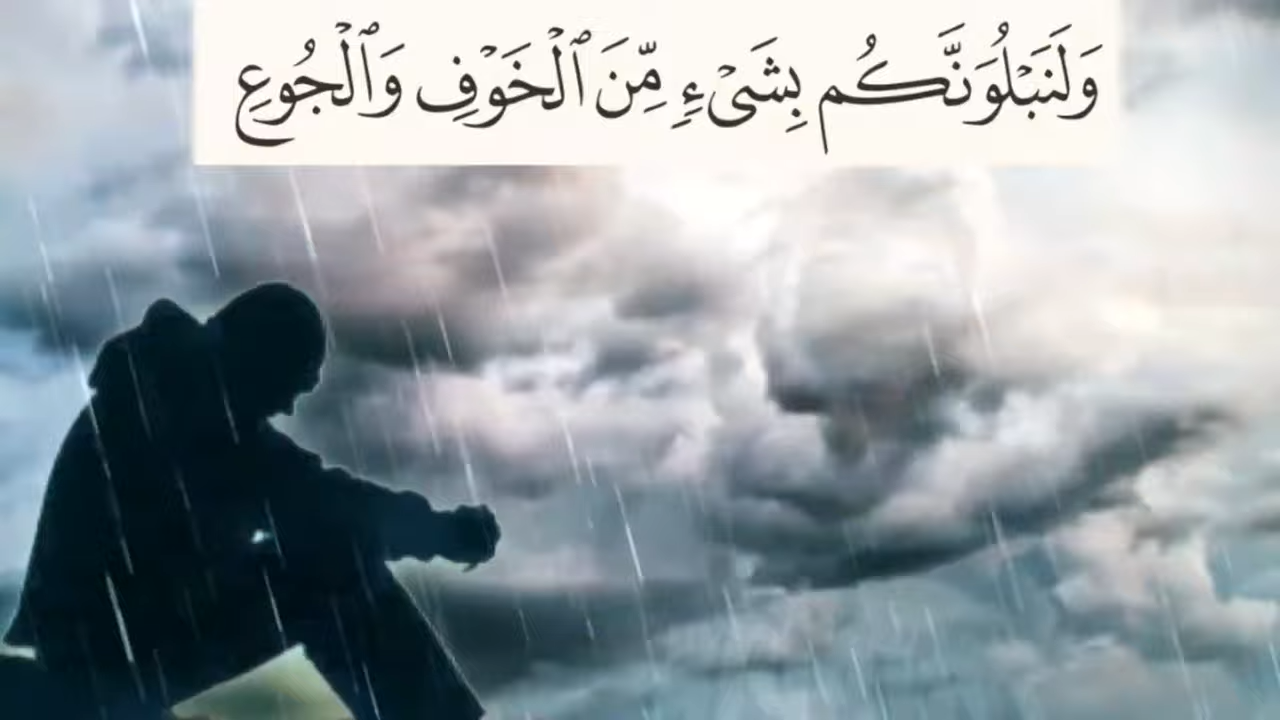 وَلَنَبْلُوَنَّكُم بِشَىْءٍ مِّنَ ٱلْخَوْفِ وَٱلْجُوعِ